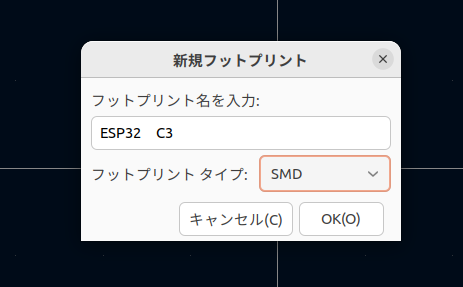 新規フットプリント
フットプリント名を入力:
ESP32　C3
フットプリント タイプ: SMD
キャンセル(C) OK(O)